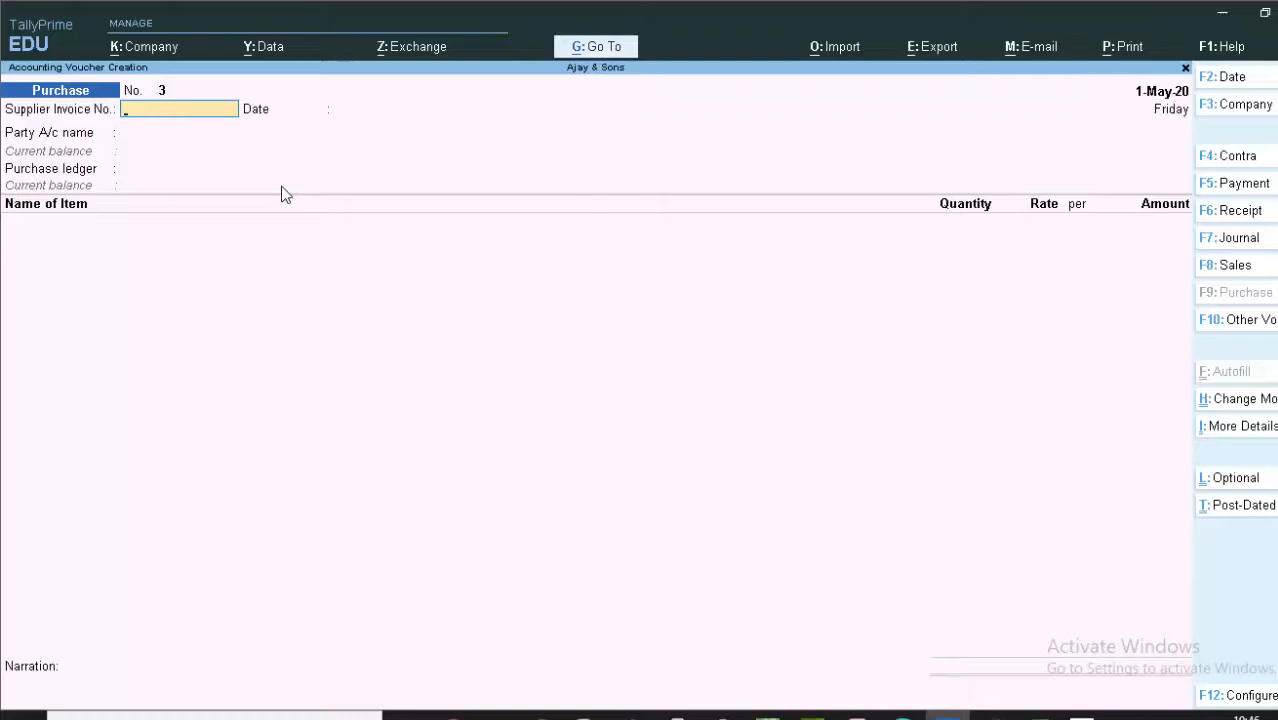 TallyPrime
EDU
MANAGE
K: Company
Y: Data
Z: Exchange
G: Go To
O: Import
E: Export
M: E-mail
P: Print
F1: Help
Accounting Voucher Creation
Ajay & Sons
Purchase No. 3
1-May-20
Supplier Invoice No. : Date :
Friday
Party A/c name :
Current balance :
Purchase ledger :
Current balance :
Name of Item Quantity Rate per Amount
Narration:
F2: Date
F3: Company
F4: Contra
F5: Payment
F6: Receipt
F7: Journal
F8: Sales
F9: Purchase
F10: Other Vo
F: Autofill
H: Change Mo
I: More Details
L: Optional
T: Post-Dated
Activate Windows
Go to Settings to activate Windows.
F12: Configure